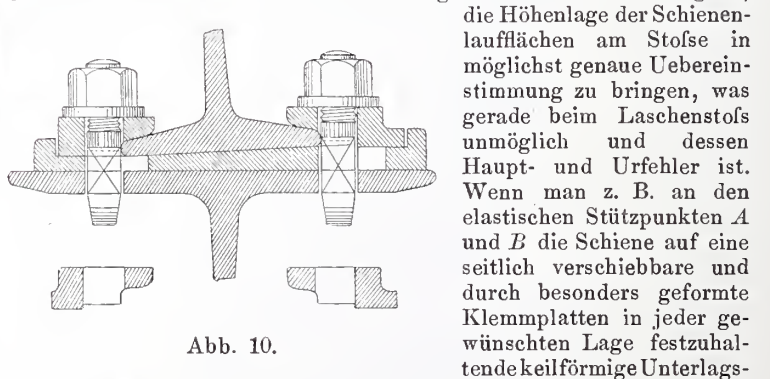 die Höhenlage der Schienen-
laufflächen am Stofse in
möglichst genaue Ueberein-
stimmung zu bringen, was
gerade beim Laschenstofs
unmöglich und dessen
Haupt- und Urfehler ist.
Wenn man z. B. an den
elastischen Stützpunkten A
und B die Schiene auf eine
seitlich verschiebbare und
durch besonders geformte
Klemmplatten in jeder ge-
wünschten Lage festzuhal-
tende keilförmige Unterlags-
Abb. 10.